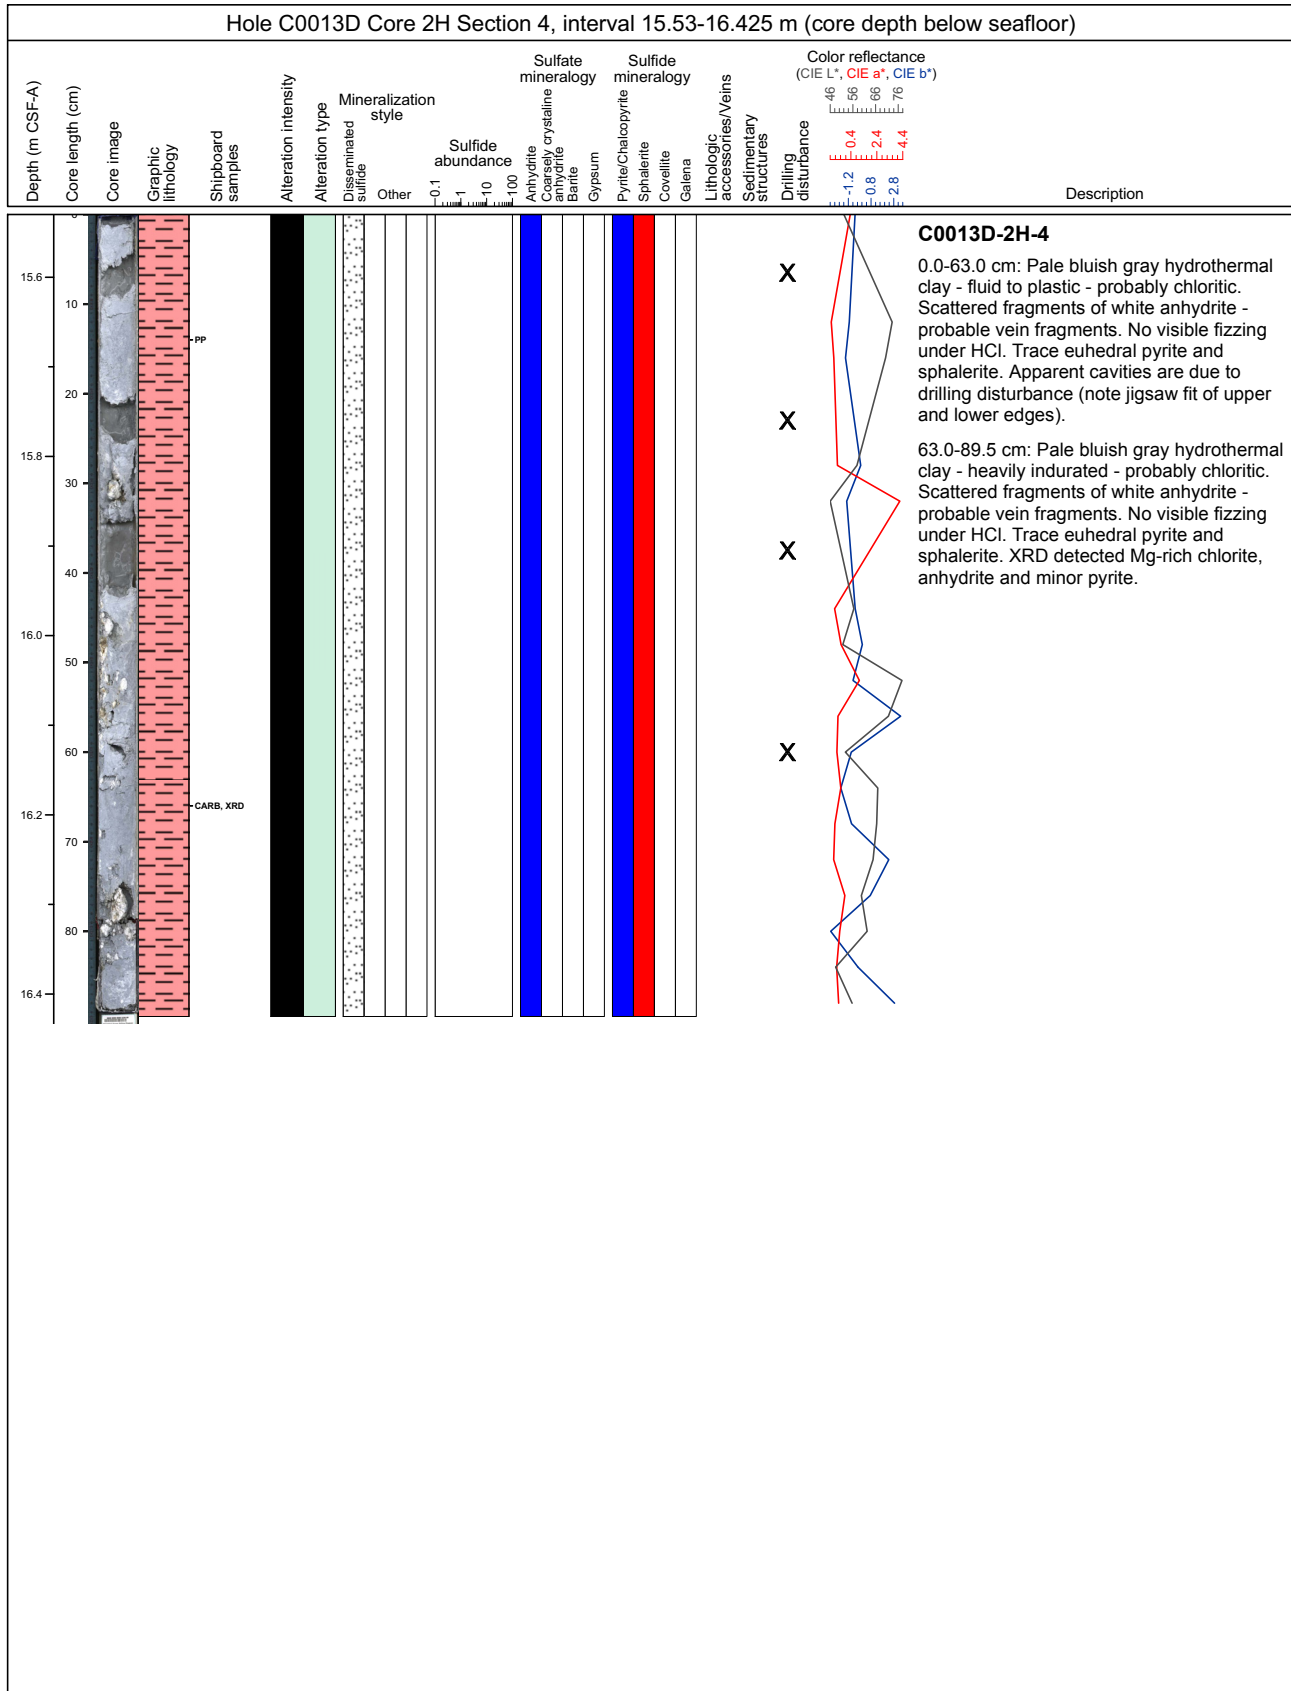 Hole C0013D Core 2H Section 4, interval 15.53-16.425 m (core depth below seafloor)
Depth (m CSF-A)
Core length (cm)
Core image
Graphic
lithology
Shipboard
samples
Alteration intensity
Alteration type
Mineralization
style
Disseminated
sulfide
Other
Sulfide
abundance
0.1
1
10
100
Sulfate
mineralogy
Anhydrite
Coarsely crystaline
anhydrite
Barite
Gypsum
Sulfide
mineralogy
Pyrite/Chalcopyrite
Sphalerite
Covellite
Galena
Lithologic
accessories/Veins
Sedimentary
structures
Drilling
disturbance
Color reflectance
(CIE L*, CIE a*, CIE b*)
46 56 66 76
0.4 2.4 4.4
-1.2 0.8 2.8
Description
15.6
15.8
16.0
16.2
16.4
10
20
30
40
50
60
70
80
PP
CARB, XRD
X
X
X
X
C0013D-2H-4
0.0-63.0 cm: Pale bluish gray hydrothermal
clay - fluid to plastic - probably chloritic.
Scattered fragments of white anhydrite -
probable vein fragments. No visible fizzing
under HCl. Trace euhedral pyrite and
sphalerite. Apparent cavities are due to
drilling disturbance (note jigsaw fit of upper
and lower edges).
63.0-89.5 cm: Pale bluish gray hydrothermal
clay - heavily indurated - probably chloritic.
Scattered fragments of white anhydrite -
probable vein fragments. No visible fizzing
under HCl. Trace euhedral pyrite and
sphalerite. XRD detected Mg-rich chlorite,
anhydrite and minor pyrite.